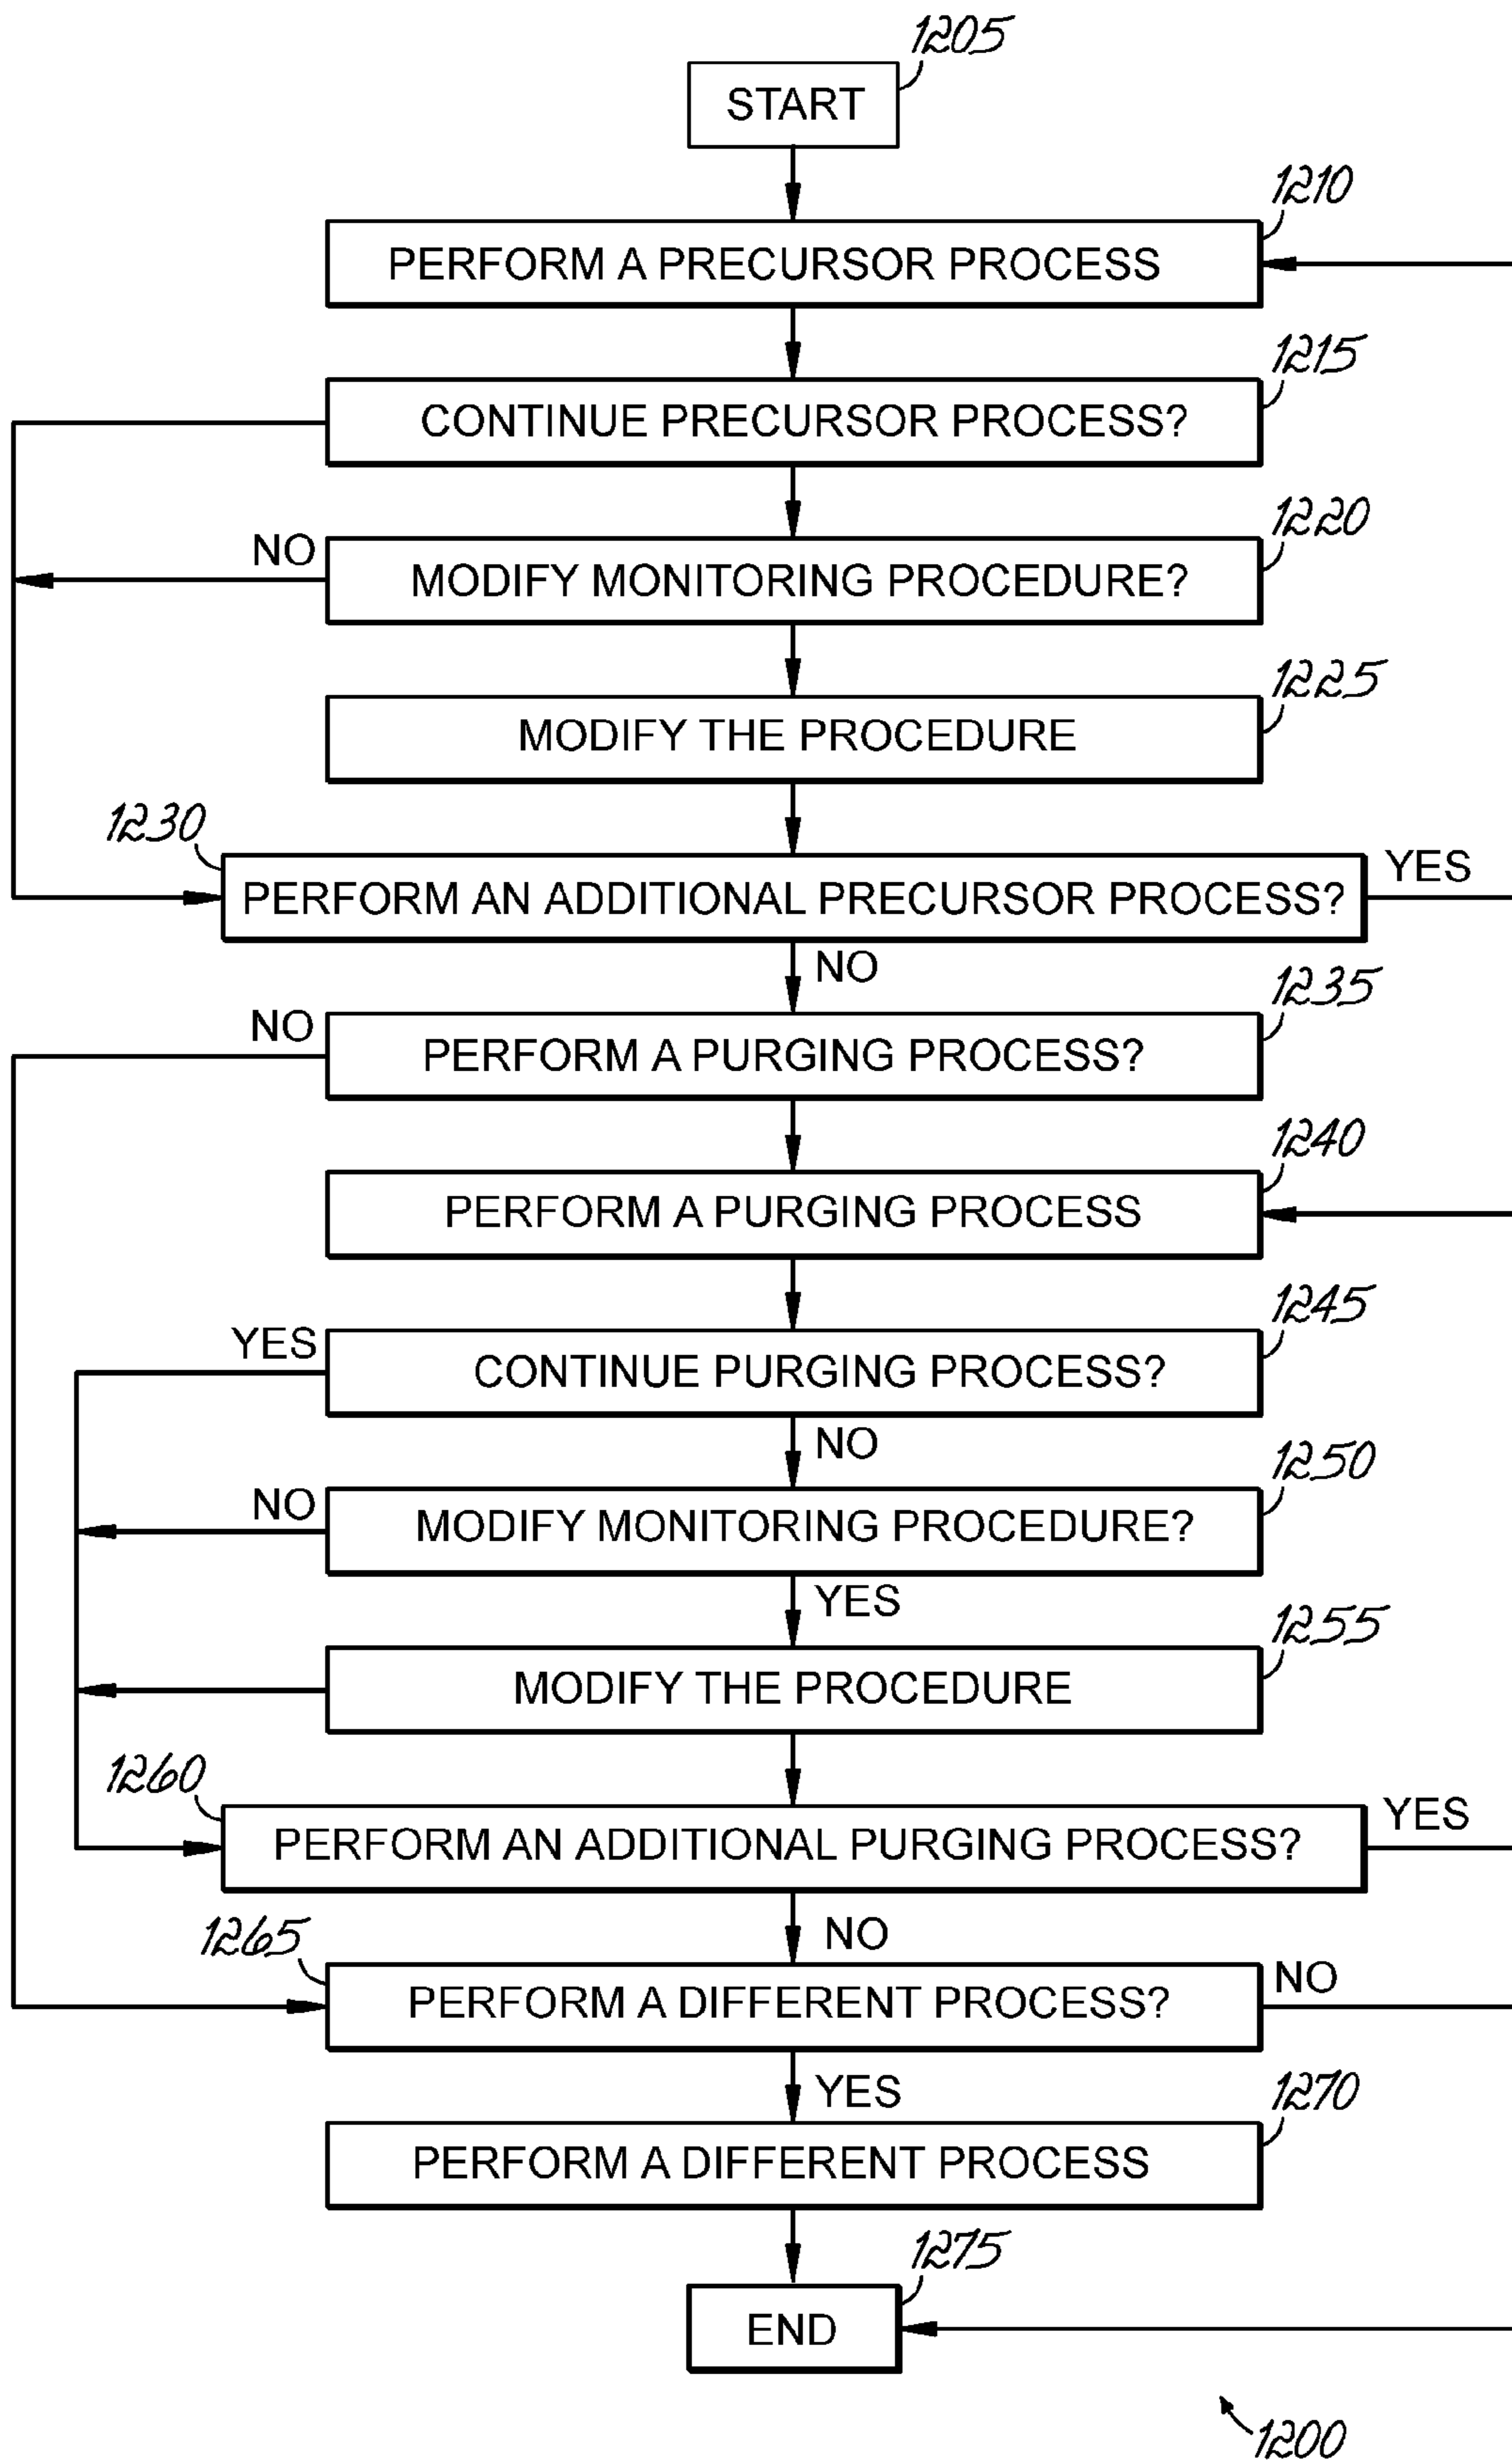 1205
START
1210
PERFORM A PRECURSOR PROCESS
1215
CONTINUE PRECURSOR PROCESS?
1220
NO
MODIFY MONITORING PROCEDURE?
1225
MODIFY THE PROCEDURE
1230
PERFORM AN ADDITIONAL PRECURSOR PROCESS?
YES
NO
1235
NO
PERFORM A PURGING PROCESS?
1240
PERFORM A PURGING PROCESS
1245
YES
CONTINUE PURGING PROCESS?
NO
1250
NO
MODIFY MONITORING PROCEDURE?
YES
1255
MODIFY THE PROCEDURE
1260
PERFORM AN ADDITIONAL PURGING PROCESS?
YES
NO
1265
PERFORM A DIFFERENT PROCESS?
NO
YES
1270
PERFORM A DIFFERENT PROCESS
1275
END
1200